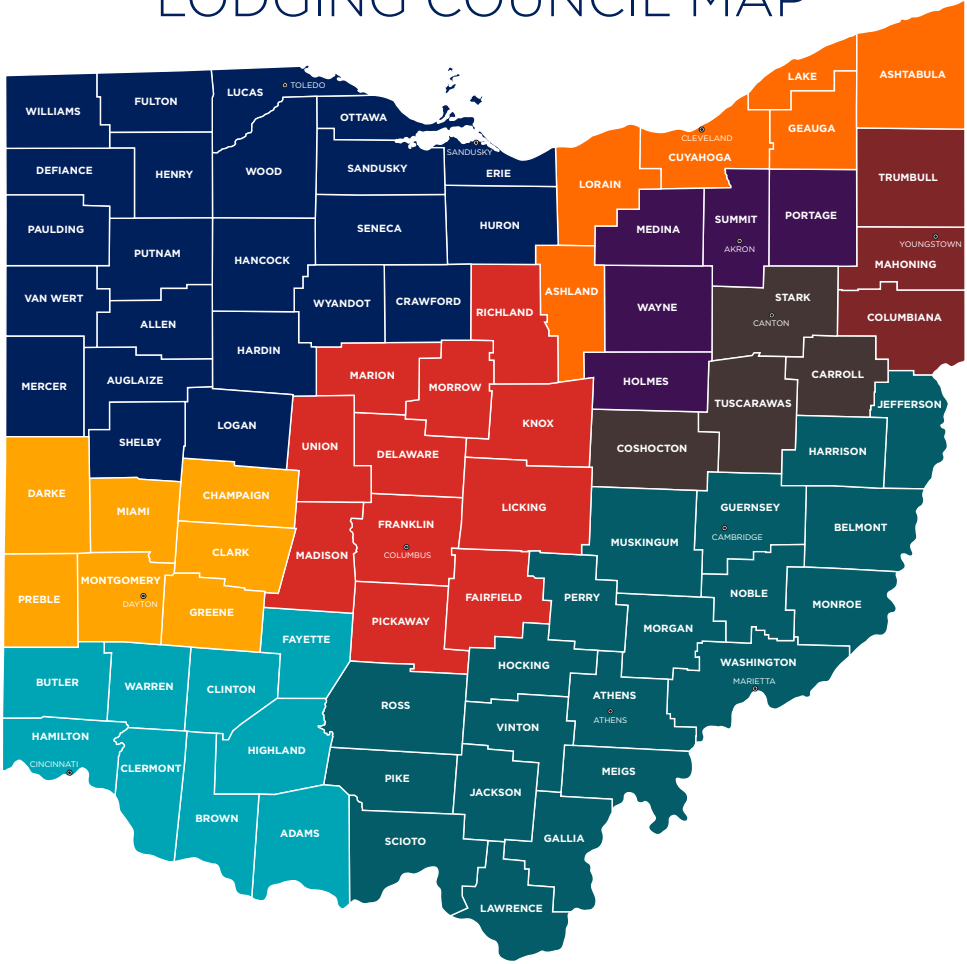 LODGING COUNCIL MAP
LAKE
ASHTABULA
WILLIAMS
FULTON
LUCAS
TOLEDO
OTTAWA
GEAUGA
CLEVELAND
CUYAHOGA
SANDUSKY
DEFIANCE
HENRY
WOOD
SANDUSKY
ERIE
LORAIN
TRUMBULL
PAULDING
SENECA
HURON
MEDINA
SUMMIT
AKRON
PORTAGE
YOUNGSTOWN
MAHONING
PUTNAM
HANCOCK
VAN WERT
WYANDOT
CRAWFORD
RICHLAND
ASHLAND
WAYNE
STARK
CANTON
COLUMBIANA
ALLEN
HARDIN
MERCER
AUGLAIZE
MARION
MORROW
HOLMES
CARROLL
TUSCARAWAS
JEFFERSON
SHELBY
LOGAN
UNION
DELAWARE
KNOX
COSHOCTON
HARRISON
DARKE
MIAMI
CHAMPAIGN
LICKING
GUERNSEY
CAMBRIDGE
BELMONT
FRANKLIN
COLUMBUS
MUSKINGUM
CLARK
MADISON
PREBLE
MONTGOMERY
DAYTON
GREENE
FAIRFIELD
PERRY
NOBLE
MONROE
PICKAWAY
MORGAN
FAYETTE
HOCKING
WASHINGTON
MARIETTA
BUTLER
WARREN
CLINTON
ROSS
ATHENS
ATHENS
VINTON
HAMILTON
CINCINNATI
CLERMONT
HIGHLAND
PIKE
JACKSON
MEIGS
BROWN
ADAMS
SCIOTO
GALLIA
LAWRENCE